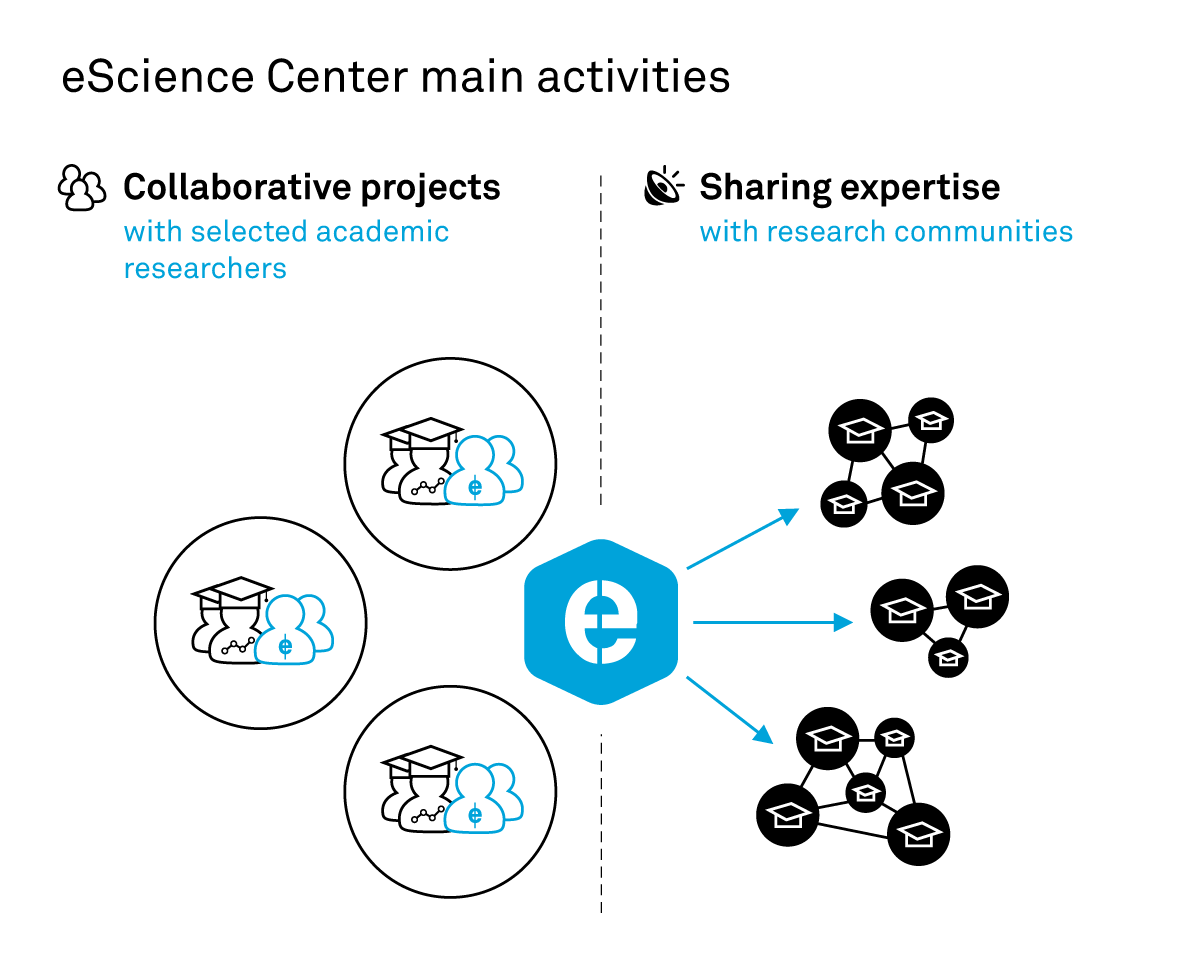 eScience Center main activities
Collaborative projects
with selected academic
researchers
Sharing expertise
with research communities
e
e
e
e